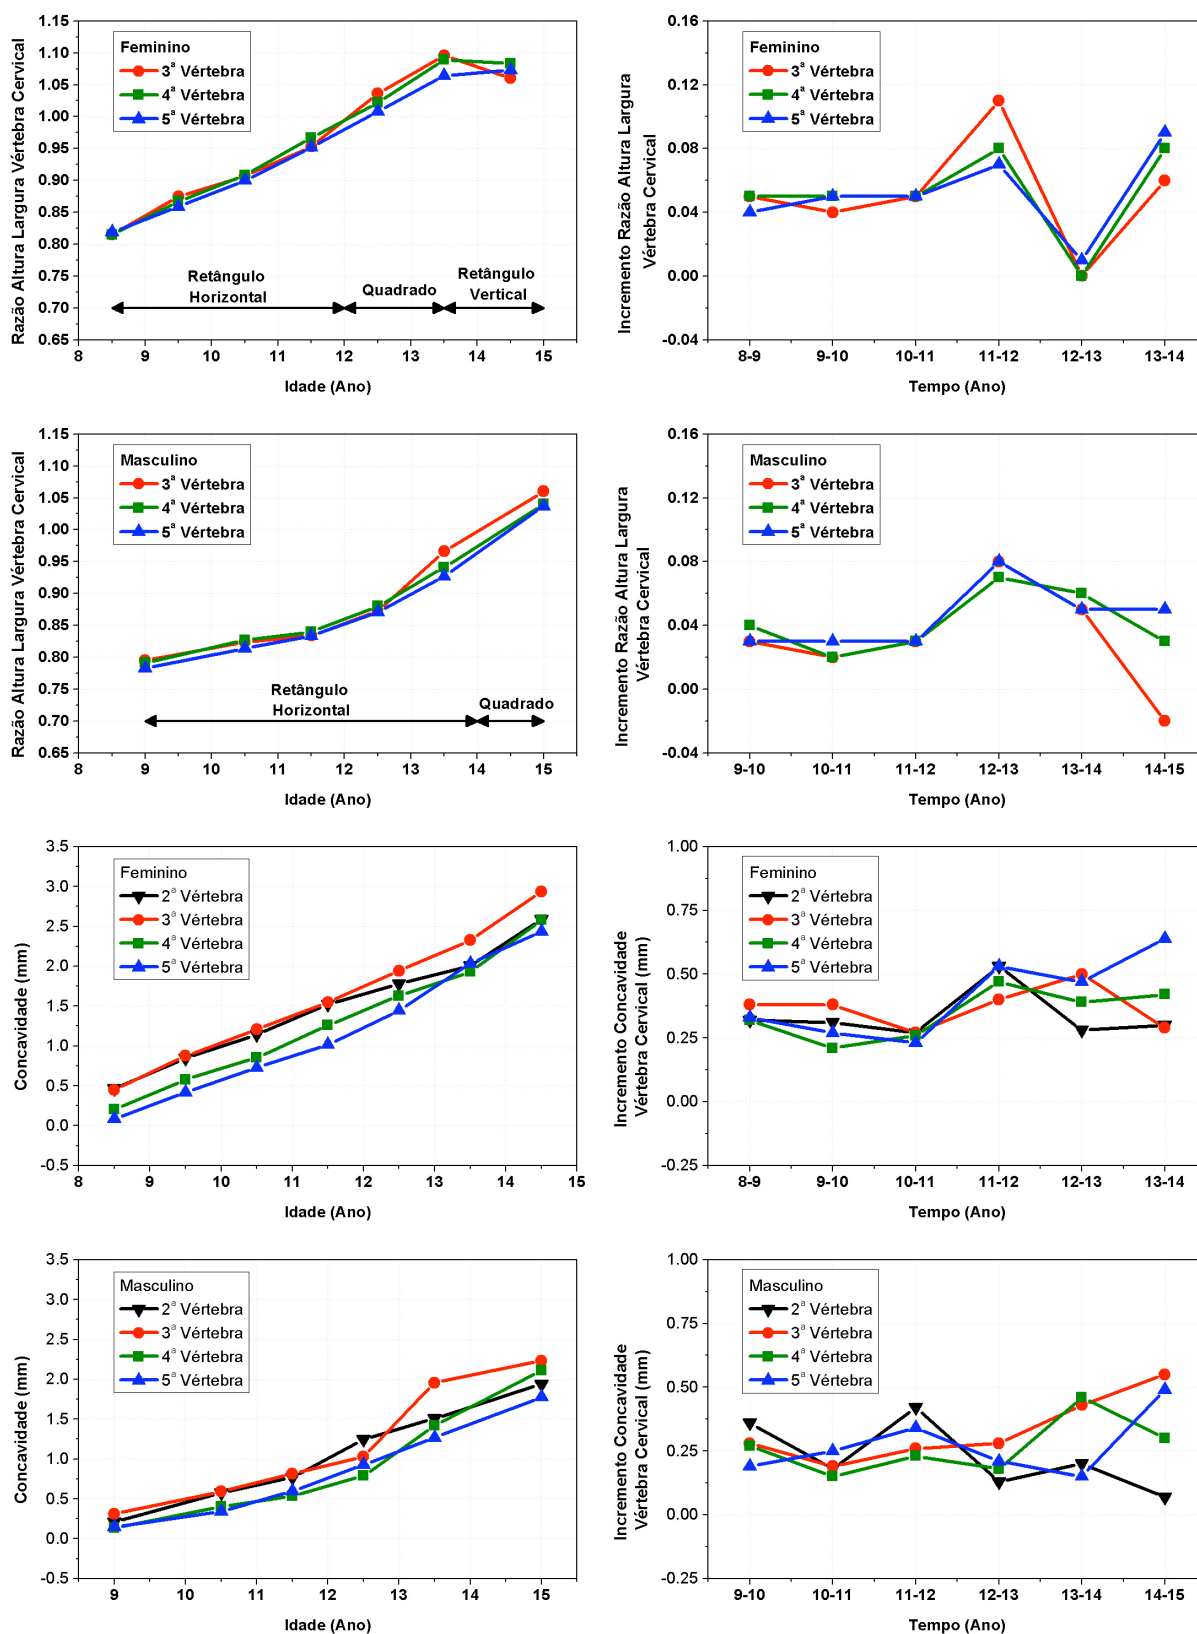 Razão Altura Largura Vértebra Cervical
1.15
1.10
1.05
1.00
0.95
0.90
0.85
0.80
0.75
0.70
0.65
Feminino
3ª Vértebra
4ª Vértebra
5ª Vértebra
Retângulo
Horizontal
Quadrado
Retângulo
Vertical
8 9 10 11 12 13 14 15
Idade (Ano)
Incremento Razão Altura Largura
Vértebra Cervical
0.16
0.12
0.08
0.04
0.00
-0.04
Feminino
3ª Vértebra
4ª Vértebra
5ª Vértebra
8-9 9-10 10-11 11-12 12-13 13-14
Tempo (Ano)
Razão Altura Largura Vértebra Cervical
1.15
1.10
1.05
1.00
0.95
0.90
0.85
0.80
0.75
0.70
0.65
Masculino
3ª Vértebra
4ª Vértebra
5ª Vértebra
Retângulo
Horizontal
Quadrado
8 9 10 11 12 13 14 15
Idade (Ano)
Incremento Razão Altura Largura
Vértebra Cervical
0.16
0.12
0.08
0.04
0.00
-0.04
Masculino
3ª Vértebra
4ª Vértebra
5ª Vértebra
9-10 10-11 11-12 12-13 13-14 14-15
Tempo (Ano)
Concavidade (mm)
3.5
3.0
2.5
2.0
1.5
1.0
0.5
0.0
-0.5
Feminino
2ª Vértebra
3ª Vértebra
4ª Vértebra
5ª Vértebra
8 9 10 11 12 13 14 15
Idade (Ano)
Incremento Concavidade
Vértebra Cervical (mm)
1.00
0.75
0.50
0.25
0.00
-0.25
Feminino
2ª Vértebra
3ª Vértebra
4ª Vértebra
5ª Vértebra
8-9 9-10 10-11 11-12 12-13 13-14
Tempo (Ano)
Concavidade (mm)
3.5
3.0
2.5
2.0
1.5
1.0
0.5
0.0
-0.5
Masculino
2ª Vértebra
3ª Vértebra
4ª Vértebra
5ª Vértebra
9 10 11 12 13 14 15
Idade (Ano)
Incremento Concavidade
Vértebra Cervical (mm)
1.00
0.75
0.50
0.25
0.00
-0.25
Masculino
2ª Vértebra
3ª Vértebra
4ª Vértebra
5ª Vértebra
9-10 10-11 11-12 12-13 13-14 14-15
Tempo (Ano)